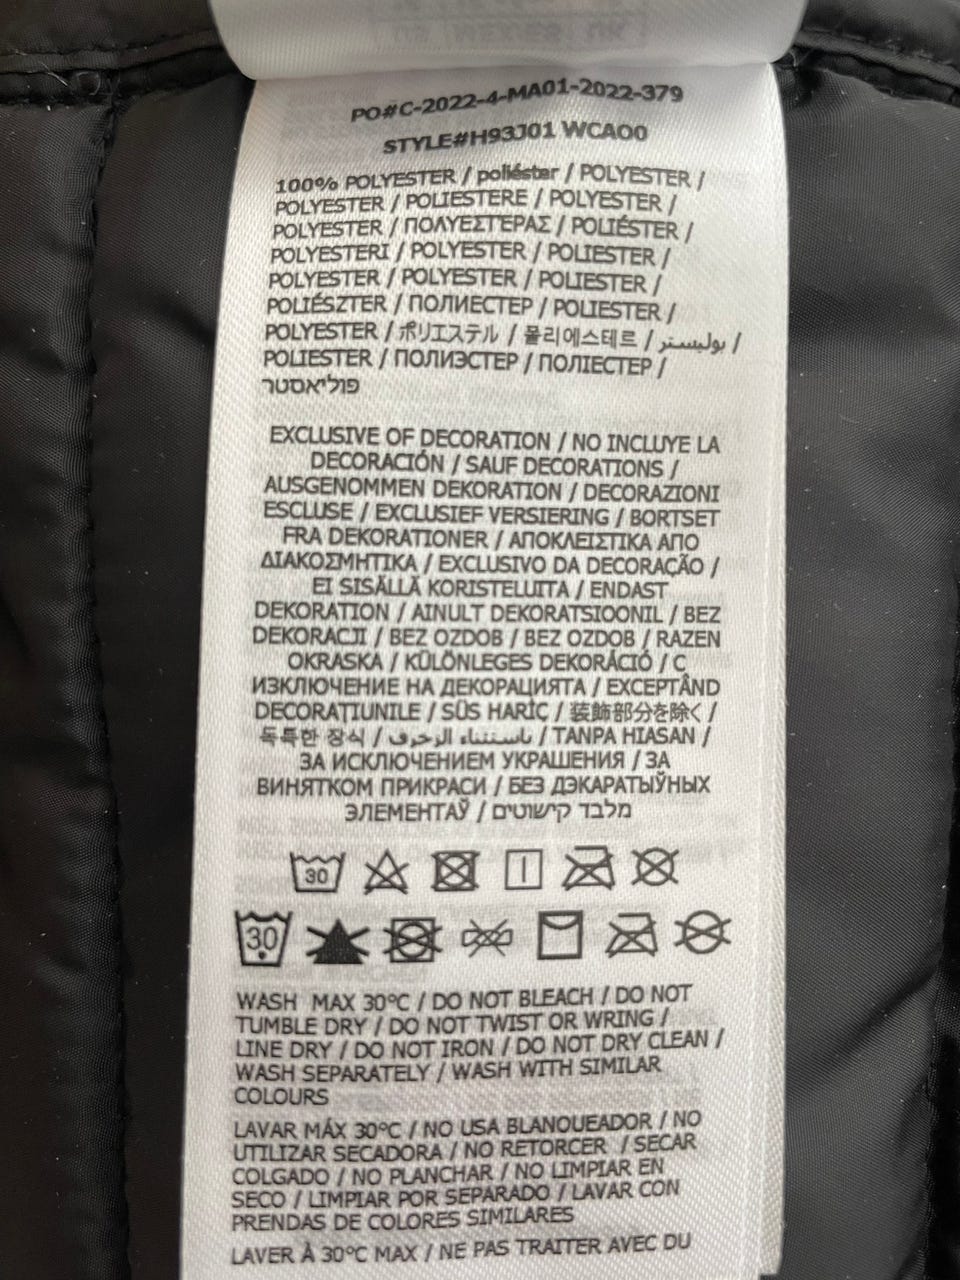 PO#C-2022-4-MA01-2022-379
STYLE#H93J01 WCAO0
100% POLYESTER / poliéster / POLYESTER /
POLYESTER / POLIESTERE / POLYESTER /
POLYESTER / ΠΟΛΥΕΣΤΕΡΑΣ / POLIÉSTER /
POLYESTERI / POLYESTER / POLIESTER /
POLYESTER / POLYESTER / POLIESTER /
POLIÉSZTER / ПОЛИЕСТЕР / POLIESTER /
POLYESTER / ポリエステル / 폴리에스테르 / بوليستر /
POLIESTER / ПОЛИЭСТЕР / ПОЛІЕСТЕР /
פוליאסטר
EXCLUSIVE OF DECORATION / NO INCLUYE LA
DECORACIÓN / SAUF DECORATIONS /
AUSGENOMMEN DEKORATION / DECORAZIONI
ESCLUSE / EXCLUSIEF VERSIERING / BORTSET
FRA DEKORATIONER / ΑΠΟΚΛΕΙΣΤΙΚΑ ΑΠΟ
ΔΙΑΚΟΣΜΗΤΙΚΑ / EXCLUSIVO DA DECORAÇÃO /
EI SISÄLLÄ KORISTELUITA / ENDAST
DEKORATION / AINULT DEKORATSIOONIL / BEZ
DEKORACJI / BEZ OZDOB / BEZ OZDOB / RAZEN
OKRASKA / KÜLÖNLEGES DEKORÁCIÓ / С
ИЗКЛЮЧЕНИЕ НА ДЕКОРАЦИЯТА / EXCEPTÂND
DECORAȚIUNILE / SÜS HARİÇ / 装飾部分を除く /
독특한 장식 / باستثناء الزخرف / TANPA HIASAN /
ЗА ИСКЛЮЧЕНИЕМ УКРАШЕНИЯ / ЗА
ВИНЯТКОМ ПРИКРАСИ / БЕЗ ДЭКАРАТЫЎНЫХ
ЭЛЕМЕНТАЎ / מלבד קישוטים
30
30
WASH MAX 30°C / DO NOT BLEACH / DO NOT
TUMBLE DRY / DO NOT TWIST OR WRING /
LINE DRY / DO NOT IRON / DO NOT DRY CLEAN /
WASH SEPARATELY / WASH WITH SIMILAR
COLOURS
LAVAR MÁX 30°C / NO USA BLANQUEADOR / NO
UTILIZAR SECADORA / NO RETORCER / SECAR
COLGADO / NO PLANCHAR / NO LIMPIAR EN
SECO / LIMPIAR POR SEPARADO / LAVAR CON
PRENDAS DE COLORES SIMILARES
LAVER À 30°C MAX / NE PAS TRAITER AVEC DU